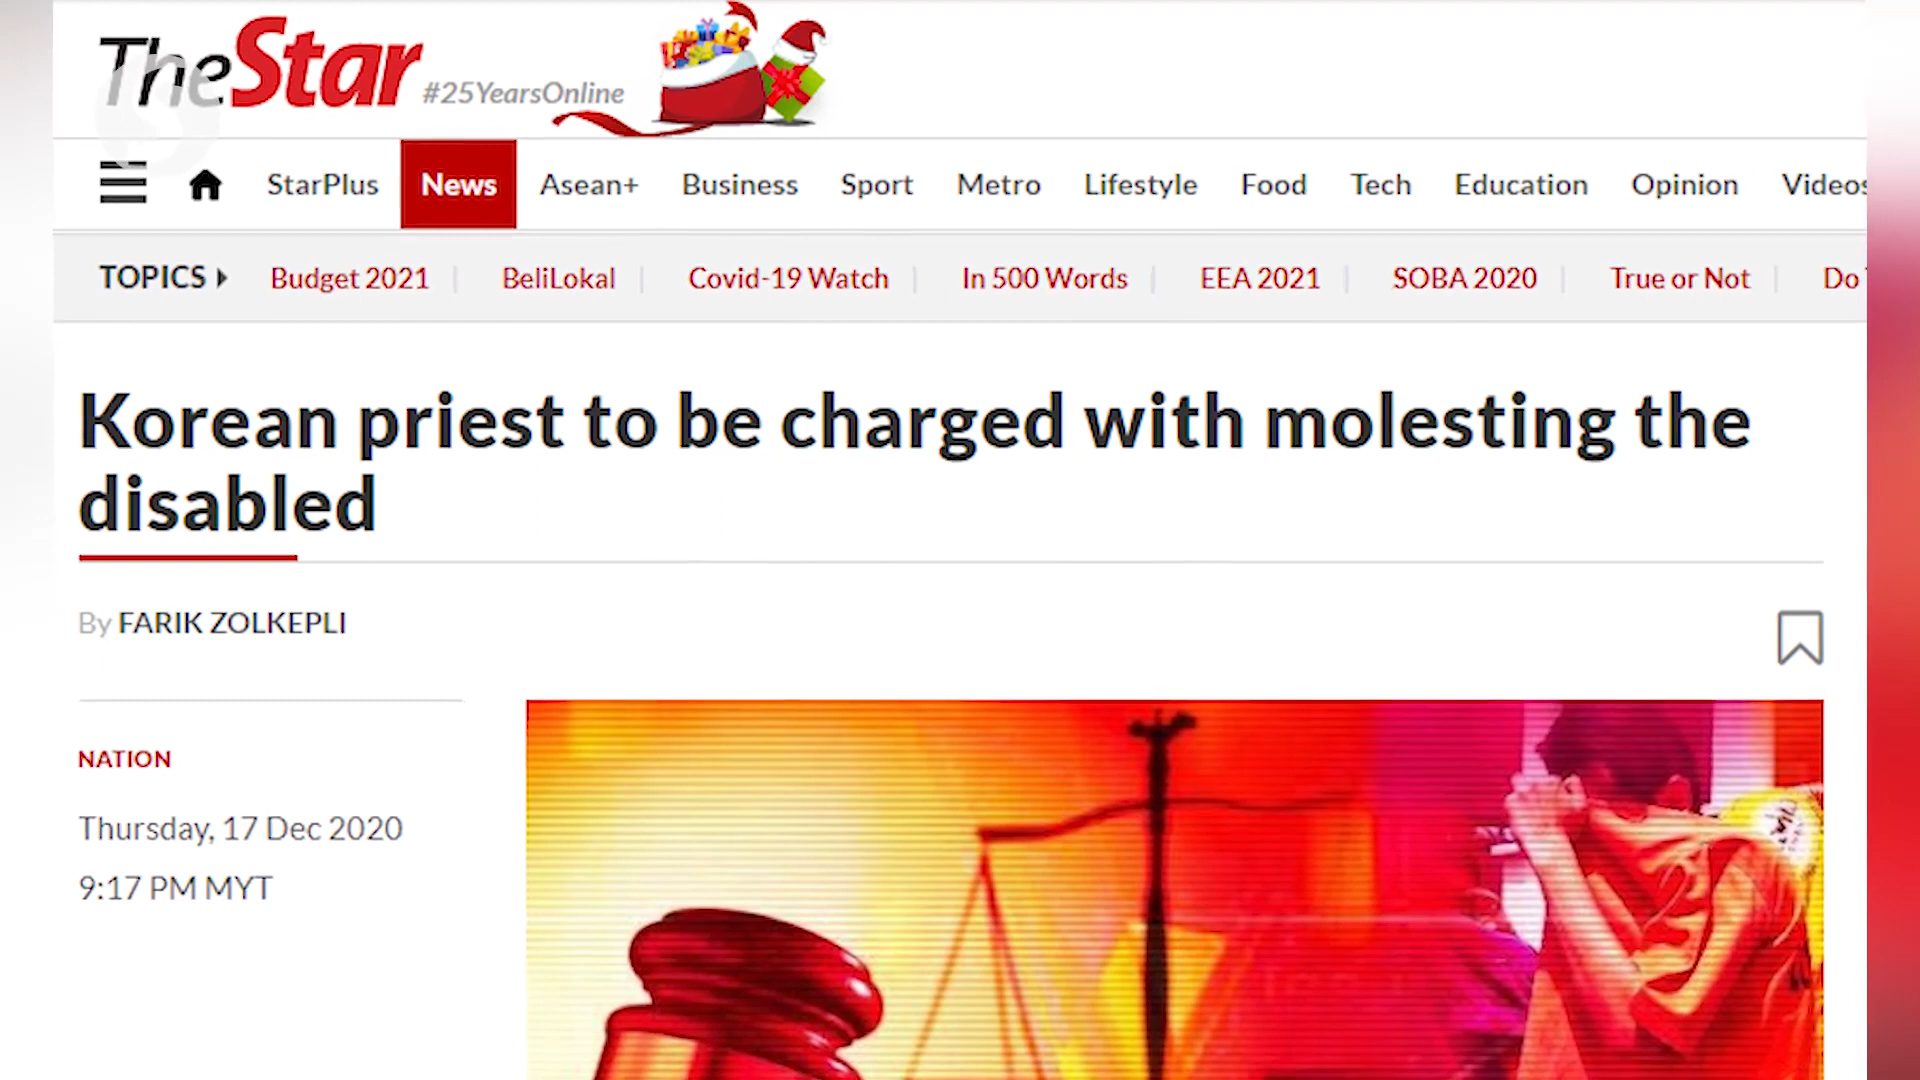 TheStar
#25YearsOnline
StarPlus News Asean+ Business Sport Metro Lifestyle Food Tech Education Opinion Videos
TOPICS Budget 2021 BeliLokal Covid-19 Watch In 500 Words EEA 2021 SOBA 2020 True or Not Do
Korean priest to be charged with molesting the
disabled
By FARIK ZOLKEPLI
NATION
Thursday, 17 Dec 2020
9:17 PM MYT